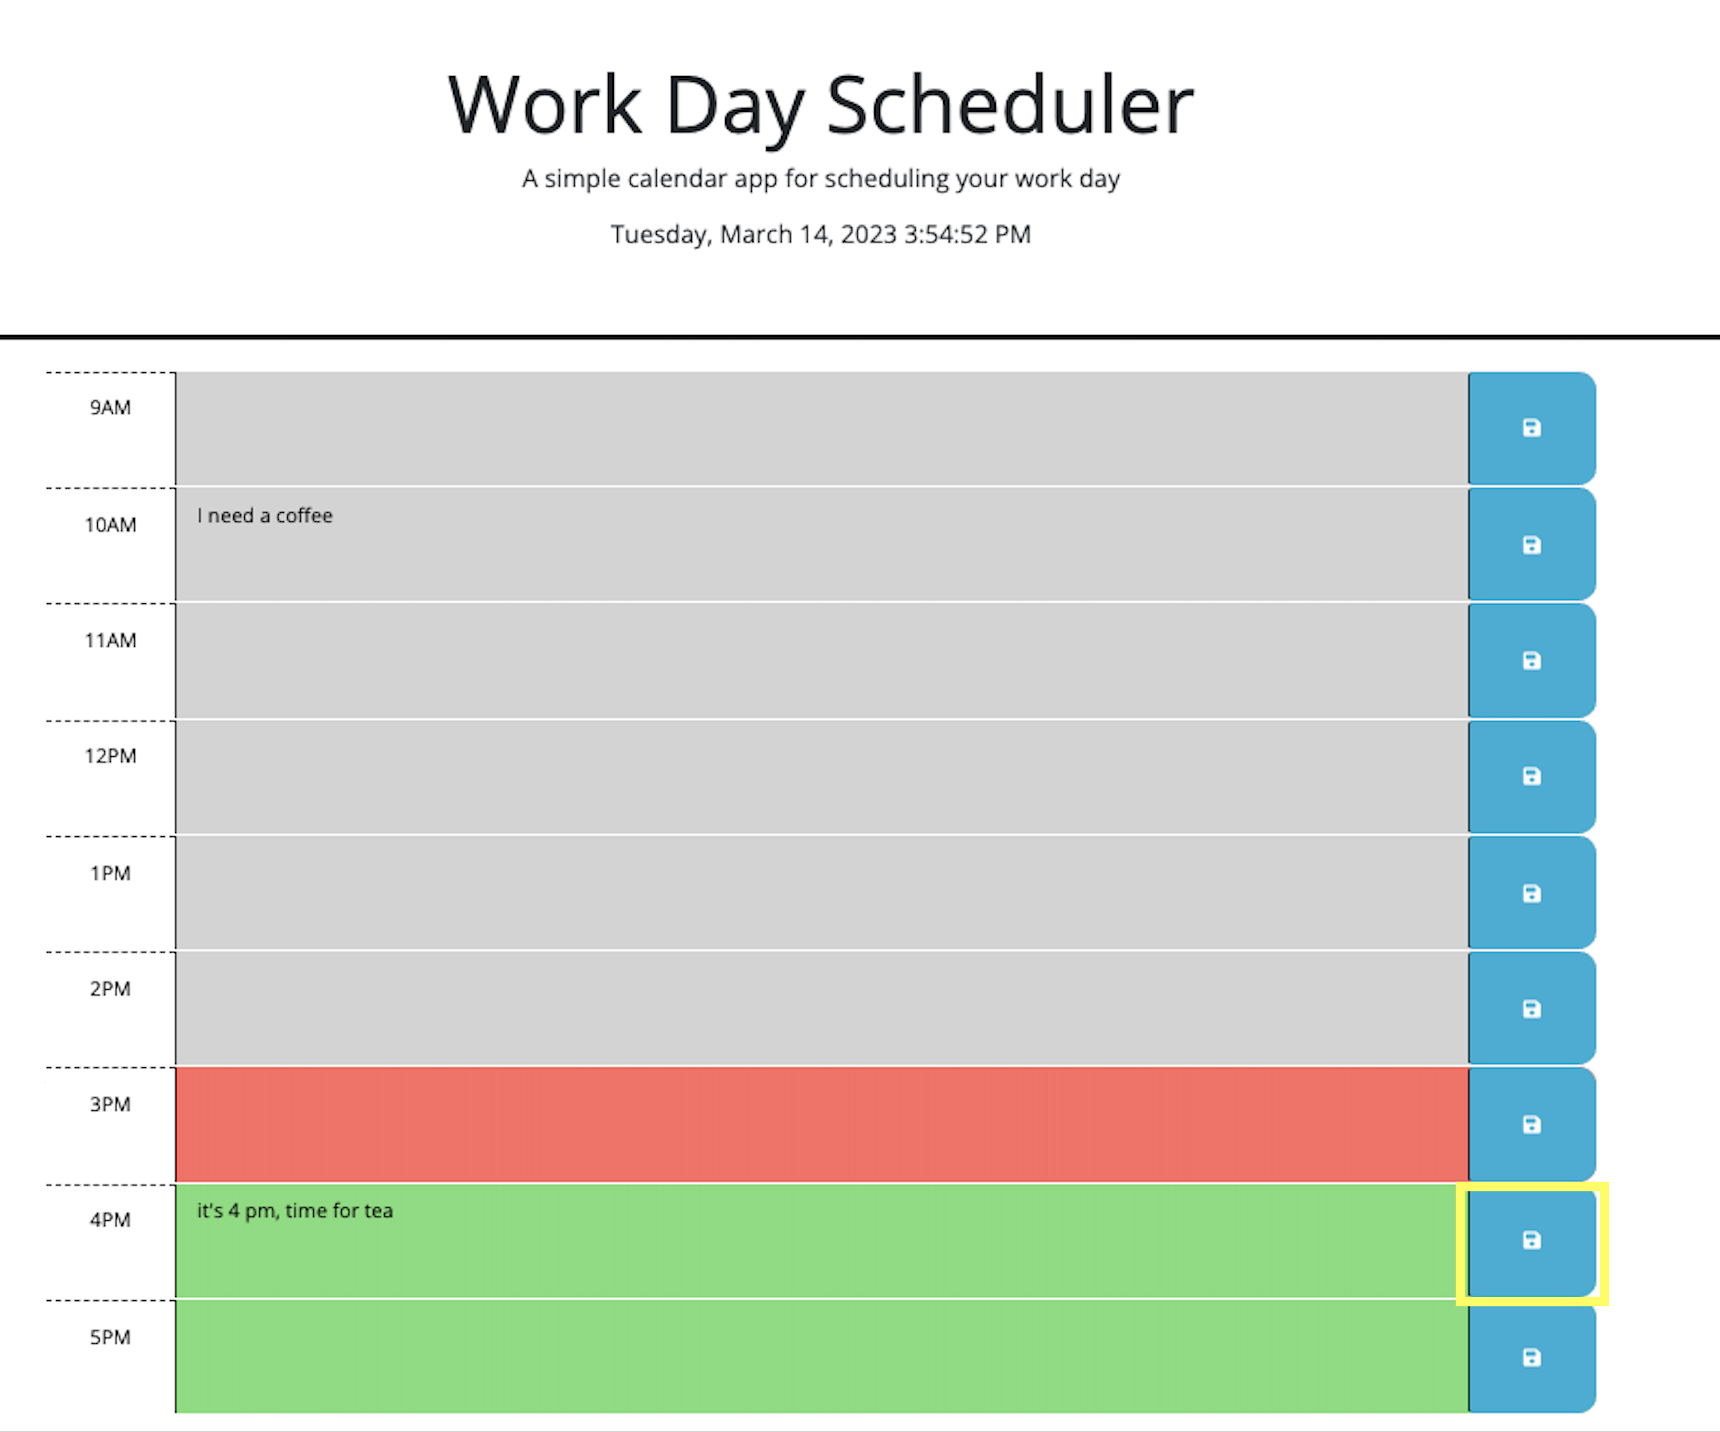 Work Day Scheduler
A simple calendar app for scheduling your work day
Tuesday, March 14, 2023 3:54:52 PM
9AM
10AM I need a coffee
11AM
12PM
1PM
2PM
3PM
4PM it's 4 pm, time for tea
5PM